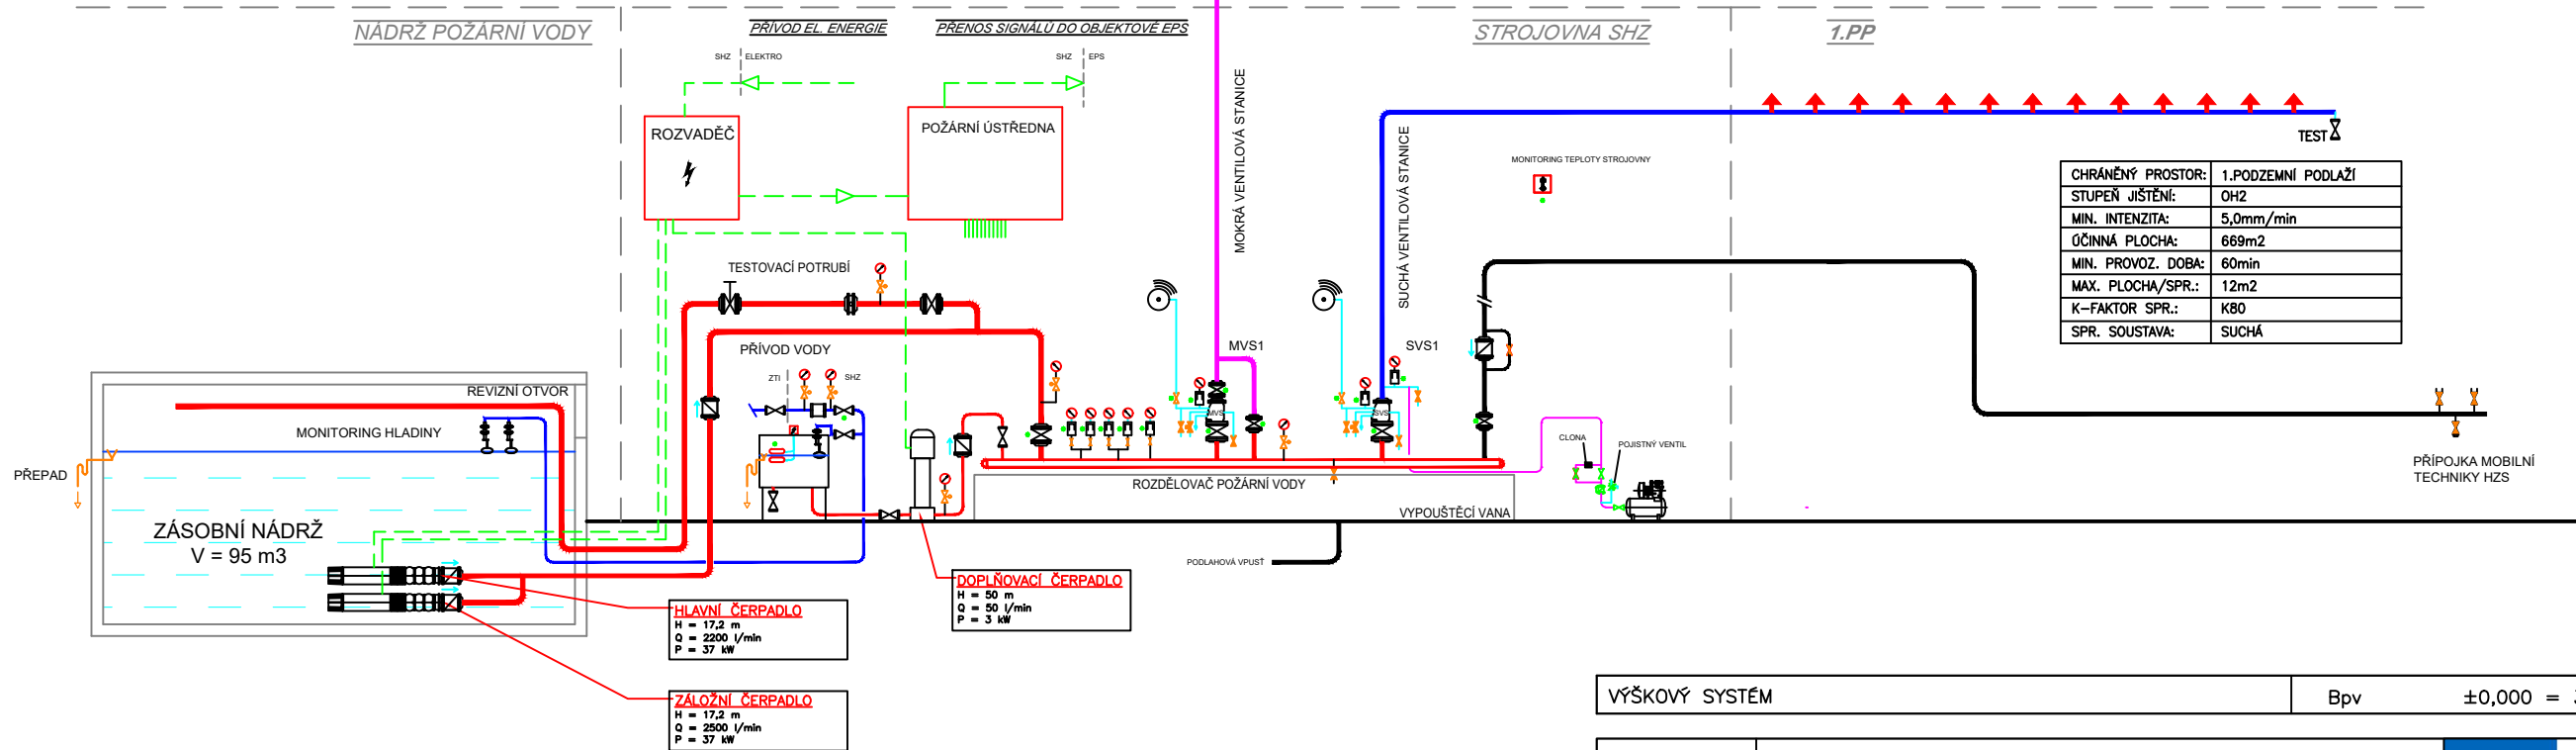 NÁDRŽ POŽÁRNÍ VODY
PŘÍVOD EL. ENERGIE
PŘENOS SIGNÁLŮ DO OBJEKTOVÉ EPS
STROJOVNA SHZ
1.PP
SHZ
ELEKTRO
SHZ
EPS
ROZVADĚČ
POŽÁRNÍ ÚSTŘEDNA
MOKRÁ VENTILOVÁ STANICE
SUCHÁ VENTILOVÁ STANICE
MONITORING TEPLOTY STROJOVNY
TEST
CHRÁNĚNÝ PROSTOR: 1.PODZEMNÍ PODLAŽÍ
STUPEŇ JIŠTĚNÍ: OH2
MIN. INTENZITA: 5,0mm/min
ÚČINNÁ PLOCHA: 669m2
MIN. PROVOZ. DOBA: 60min
MAX. PLOCHA/SPR.: 12m2
K-FAKTOR SPR.: K80
SPR. SOUSTAVA: SUCHÁ
TESTOVACÍ POTRUBÍ
PŘÍVOD VODY
ZTI
SHZ
MVS1
SVS1
MVS
SVS
REVIZNÍ OTVOR
MONITORING HLADINY
PŘEPAD
ZÁSOBNÍ NÁDRŽ
V = 95 m3
ROZDĚLOVAČ POŽÁRNÍ VODY
VYPOUŠTĚCÍ VANA
CLONA
POJISTNÝ VENTIL
PŘÍPOJKA MOBILNÍ
TECHNIKY HZS
PODLAHOVÁ VPUSŤ
HLAVNÍ ČERPADLO
H = 17,2 m
Q = 2200 l/min
P = 37 kW
DOPLŇOVACÍ ČERPADLO
H = 50 m
Q = 50 l/min
P = 3 kW
ZÁLOŽNÍ ČERPADLO
H = 17,2 m
Q = 2500 l/min
P = 37 kW
VÝŠKOVÝ SYSTÉM
Bpv
±0,000 =